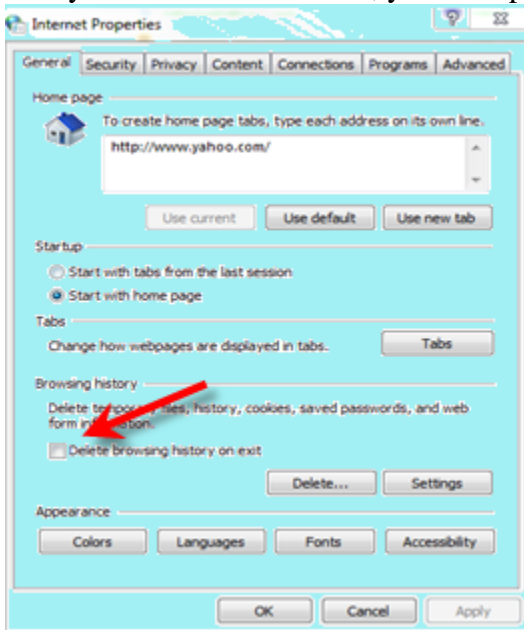 Internet Properties
General Security Privacy Content Connections Programs Advanced
Home page
To create home page tabs, type each address on its own line.
http://www.yahoo.com/
Use current Use default Use new tab
Startup
Start with tabs from the last session
Start with home page
Tabs
Change how webpages are displayed in tabs. Tabs
Browsing history
Delete temporary files, history, cookies, saved passwords, and web
form information.
Delete browsing history on exit
Delete... Settings
Appearance
Colors Languages Fonts Accessibility
OK Cancel Apply